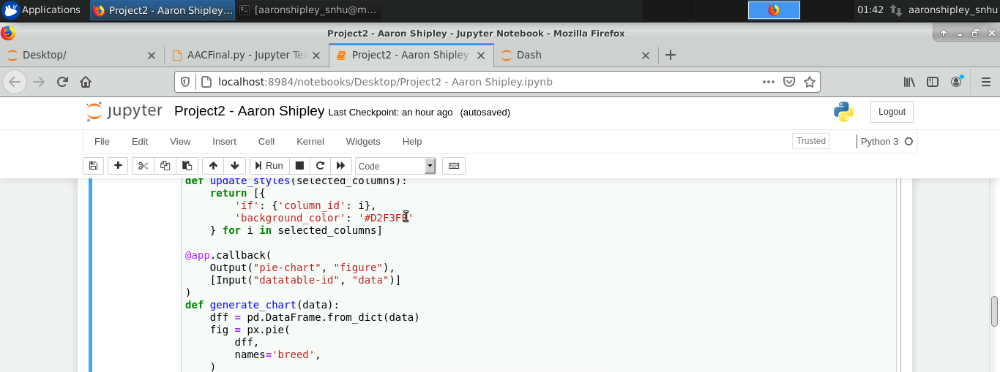 Applications
Project2 - Aaron Shipley...
[aaronshipley_snhu@m...
01:42
aaronshipley_snhu
Project2 - Aaron Shipley - Jupyter Notebook - Mozilla Firefox
Desktop/
AACFinal.py - Jupyter Te
Project2 - Aaron Shipley
Dash
localhost:8984/notebooks/Desktop/Project2 - Aaron Shipley.ipynb
jupyter
Project2 - Aaron Shipley
Last Checkpoint: an hour ago (autosaved)
Logout
File Edit View Insert Cell Kernel Widgets Help
Trusted
Python 3
Run
Code
def update_styles(selected_columns):
return [{
'if': {'column_id': i},
'background_color': '#D2F3FF'
} for i in selected_columns]
@app.callback(
Output("pie-chart", "figure"),
[Input("datatable-id", "data")]
)
def generate_chart(data):
dff = pd.DataFrame.from_dict(data)
fig = px.pie(
dff,
names='breed',
)